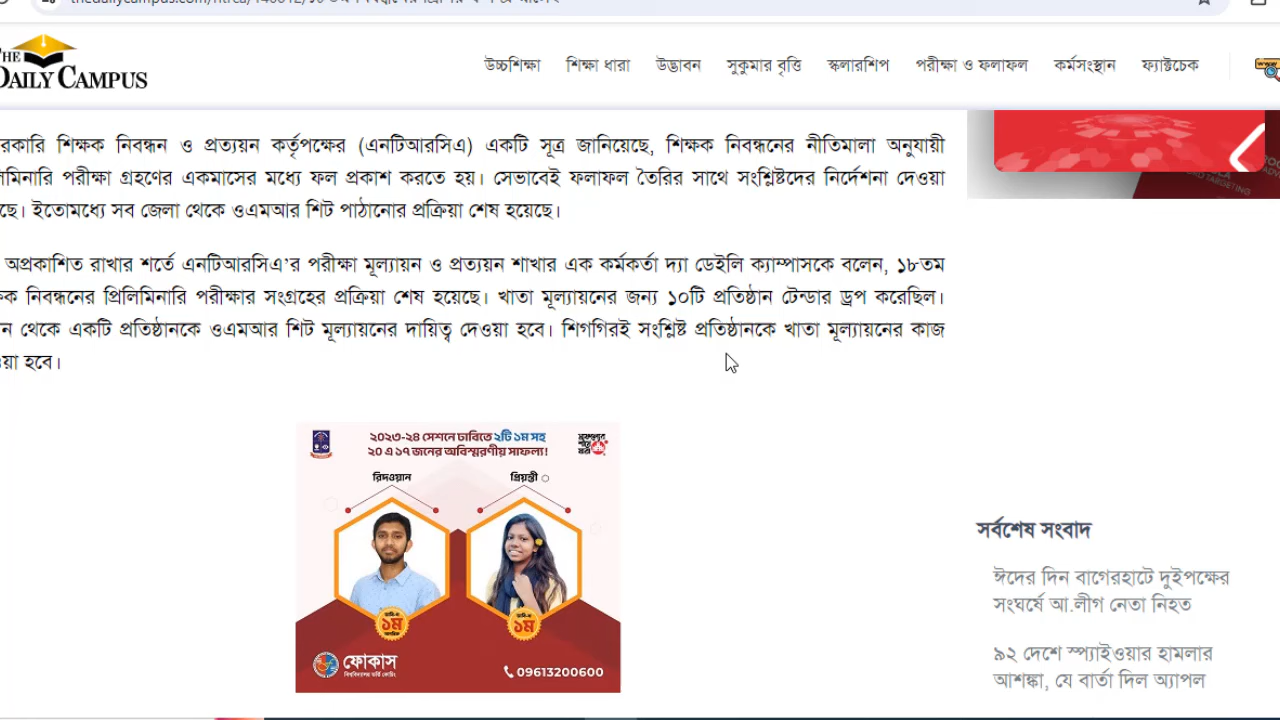 THE
DAILY CAMPUS
উচ্চশিক্ষা শিক্ষা ধারা উদ্ভাবন সুকুমার বৃত্তি স্কলারশিপ পরীক্ষা ও ফলাফল কর্মসংস্থান ফ্যাক্টচেক
শিক্ষক নিবন্ধন ও প্রত্যয়ন কর্তৃপক্ষের (এনটিআরসিএ) একটি সূত্র জানিয়েছে, শিক্ষক নিবন্ধনের নীতিমালা অনুযায়ী
পরীক্ষা গ্রহণের একমাসের মধ্যে ফল প্রকাশ করতে হয়। সেভাবেই ফলাফল তৈরির সাথে সংশ্লিষ্টদের নির্দেশনা দেওয়া
ইতোমধ্যে সব জেলা থেকে ওএমআর শিট পাঠানোর প্রক্রিয়া শেষ হয়েছে।
অপ্রকাশিত রাখার শর্তে এনটিআরসিএ'র পরীক্ষা মূল্যায়ন ও প্রত্যয়ন শাখার এক কর্মকর্তা দ্যা ডেইলি ক্যাম্পাসকে বলেন, ১৮তম
নিবন্ধনের প্রিলিমিনারি পরীক্ষার সংগ্রহের প্রক্রিয়া শেষ হয়েছে। খাতা মূল্যায়নের জন্য ১০টি প্রতিষ্ঠান টেন্ডার ড্রপ করেছিল।
থেকে একটি প্রতিষ্ঠানকে ওএমআর শিট মূল্যায়নের দায়িত্ব দেওয়া হবে। শিগগিরই সংশ্লিষ্ট প্রতিষ্ঠানকে খাতা মূল্যায়নের কাজ
হবে।
২০২৩-২৪ সেশনে ঢাবিতে ২টি ১ম সহ
২০ এ ১৭ জনের অবিস্মরণীয় সাফল্য!
রিদওয়ান প্রিয়ন্তী
১ম ১ম
ফোকাস
09613200600
সর্বশেষ সংবাদ
ঈদের দিন বাগেরহাটে দুইপক্ষের
সংঘর্ষে আ.লীগ নেতা নিহত
৯২ দেশে স্প্যাইওয়ার হামলার
আশঙ্কা, যে বার্তা দিল অ্যাপল